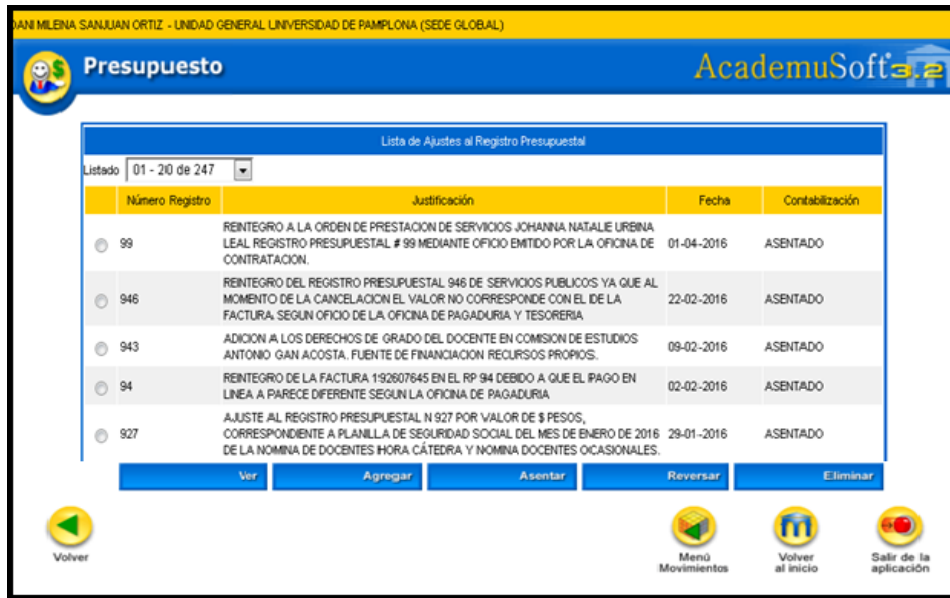 DANI MILENA SANJUAN ORTIZ - UNIDAD GENERAL UNIVERSIDAD DE PAMPLONA (SEDE GLOBAL)
Presupuesto
AcademuSoft 3.2
Lista de Ajustes al Registro Presupuestal
Listado 01 - 20 de 247
Número Registro Justificación Fecha Contabilización
REINTEGRO A LA ORDEN DE PRESTACION DE SERVICIOS JOHANNA NATALIE URBINA
99 LEAL REGISTRO PRESUPUESTAL # 99 MEDIANTE OFICIO EMITIDO POR LA OFICINA DE 01-04-2016 ASENTADO
CONTRATACION.
REINTEGRO DEL REGISTRO PRESUPUESTAL 946 DE SERVICIOS PUBLICOS YA QUE AL
946 MOMENTO DE LA CANCELACION EL VALOR NO CORRESPONDE CON EL DE LA 22-02-2016 ASENTADO
FACTURA. SEGUN OFICIO DE LA OFICINA DE PAGADURIA Y TESORERIA
943 ADICION A LOS DERECHOS DE GRADO DEL DOCENTE EN COMISION DE ESTUDIOS 09-02-2016 ASENTADO
ANTONIO GAN ACOSTA. FUENTE DE FINANCIACION RECURSOS PROPIOS.
94 REINTEGRO DE LA FACTURA 192607645 EN EL RP 94 DEBIDO A QUE EL PAGO EN 02-02-2016 ASENTADO
LINEA A PARECE DIFERENTE SEGUN LA OFICINA DE PAGADURIA
AJUSTE AL REGISTRO PRESUPUESTAL N 927 POR VALOR DE $ PESOS,
927 CORRESPONDIENTE A PLANILLA DE SEGURIDAD SOCIAL DEL MES DE ENERO DE 2016 29-01-2016 ASENTADO
DE LA NOMINA DE DOCENTES HORA CÁTEDRA Y NOMINA DOCENTES OCASIONALES.
Ver Agregar Asentar Reversar Eliminar
Volver
Menú Movimientos
Volver al inicio
Salir de la aplicación